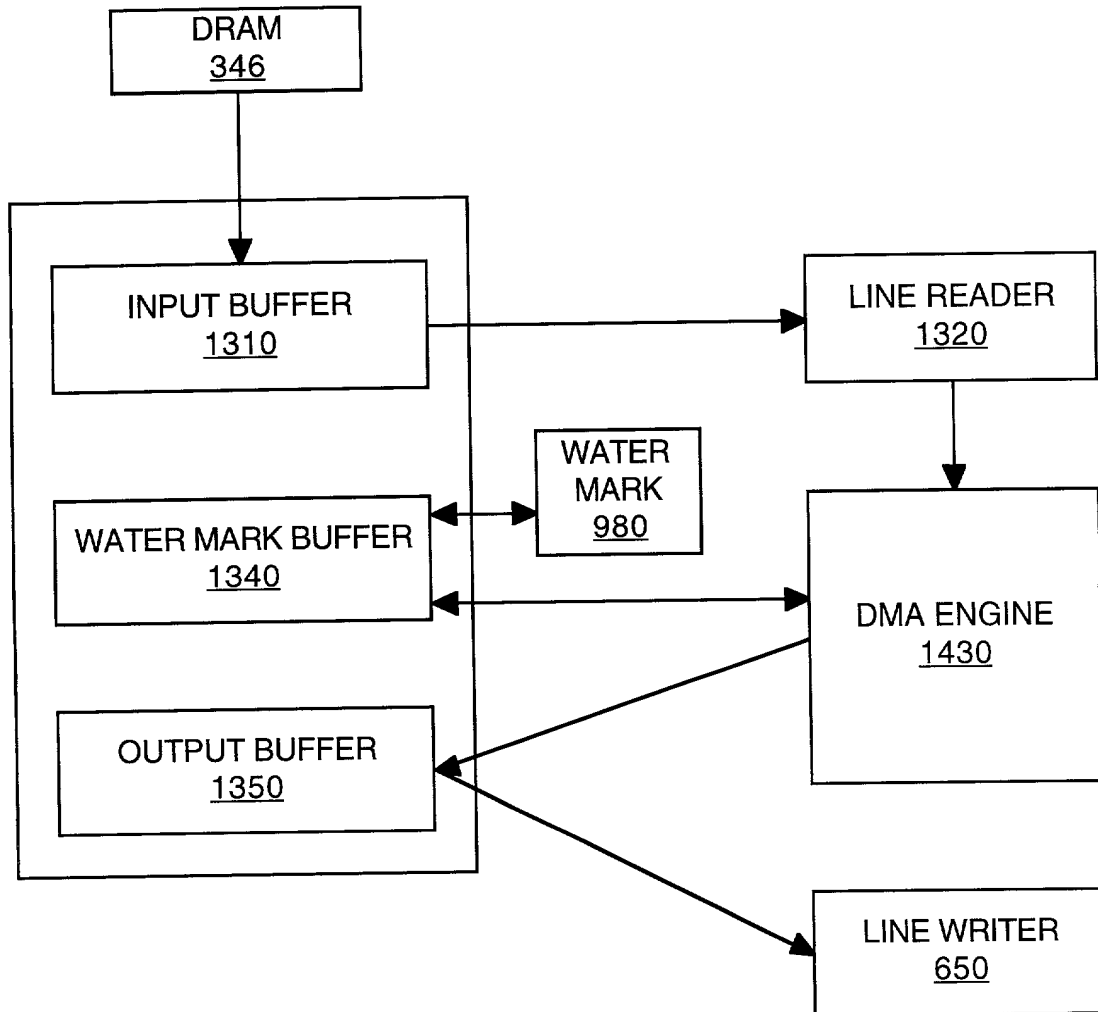 DRAM
346
INPUT BUFFER
1310
LINE READER
1320
WATER
MARK
980
WATER MARK BUFFER
1340
DMA ENGINE
1430
OUTPUT BUFFER
1350
LINE WRITER
650